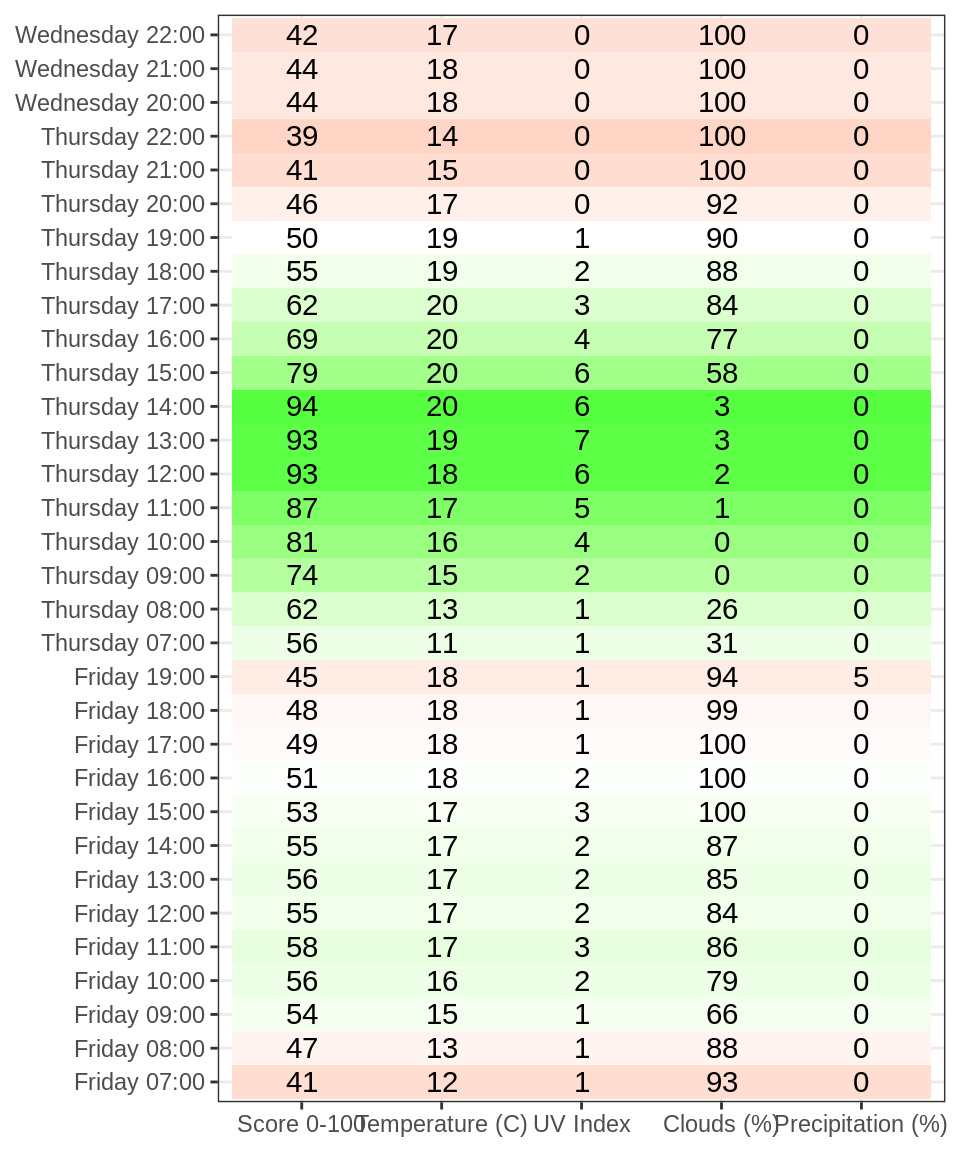 Wednesday 22:00 42 17 0 100 0
Wednesday 21:00 44 18 0 100 0
Wednesday 20:00 44 18 0 100 0
Thursday 22:00 39 14 0 100 0
Thursday 21:00 41 15 0 100 0
Thursday 20:00 46 17 0 92 0
Thursday 19:00 50 19 1 90 0
Thursday 18:00 55 19 2 88 0
Thursday 17:00 62 20 3 84 0
Thursday 16:00 69 20 4 77 0
Thursday 15:00 79 20 6 58 0
Thursday 14:00 94 20 6 3 0
Thursday 13:00 93 19 7 3 0
Thursday 12:00 93 18 6 2 0
Thursday 11:00 87 17 5 1 0
Thursday 10:00 81 16 4 0 0
Thursday 09:00 74 15 2 0 0
Thursday 08:00 62 13 1 26 0
Thursday 07:00 56 11 1 31 0
Friday 19:00 45 18 1 94 5
Friday 18:00 48 18 1 99 0
Friday 17:00 49 18 1 100 0
Friday 16:00 51 18 2 100 0
Friday 15:00 53 17 3 100 0
Friday 14:00 55 17 2 87 0
Friday 13:00 56 17 2 85 0
Friday 12:00 55 17 2 84 0
Friday 11:00 58 17 3 86 0
Friday 10:00 56 16 2 79 0
Friday 09:00 54 15 1 66 0
Friday 08:00 47 13 1 88 0
Friday 07:00 41 12 1 93 0
Score 0-100 Temperature (C) UV Index Clouds (%) Precipitation (%)